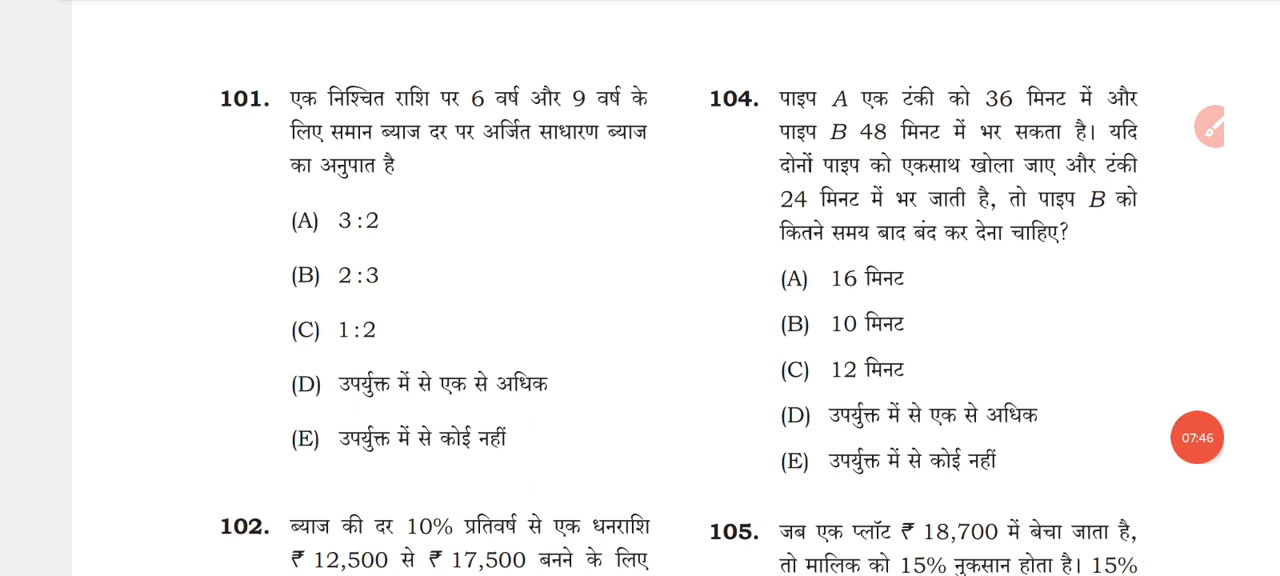 101. एक निश्चित राशि पर 6 वर्ष और 9 वर्ष के
लिए समान ब्याज दर पर अर्जित साधारण ब्याज
का अनुपात है
(A) 3:2
(B) 2:3
(C) 1:2
(D) उपर्युक्त में से एक से अधिक
(E) उपर्युक्त में से कोई नहीं
102. ब्याज की दर 10% प्रतिवर्ष से एक धनराशि
₹ 12,500 से ₹ 17,500 बनने के लिए
104. पाइप A एक टंकी को 36 मिनट में और
पाइप B 48 मिनट में भर सकता है। यदि
दोनों पाइप को एकसाथ खोला जाए और टंकी
24 मिनट में भर जाती है, तो पाइप B को
कितने समय बाद बंद कर देना चाहिए?
(A) 16 मिनट
(B) 10 मिनट
(C) 12 मिनट
(D) उपर्युक्त में से एक से अधिक
(E) उपर्युक्त में से कोई नहीं
105. जब एक प्लॉट ₹ 18,700 में बेचा जाता है,
तो मालिक को 15% नुकसान होता है। 15%
07:46